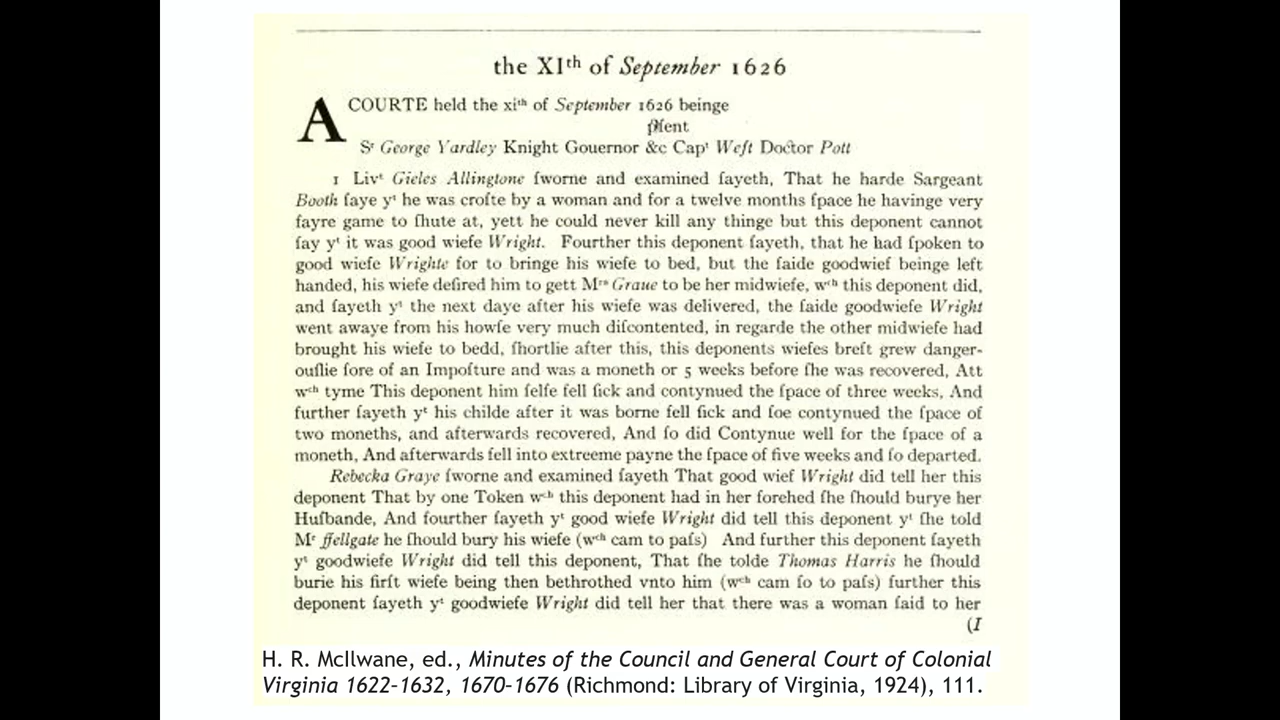 the XIth of September 1626
A COURTE held the xith of September 1626 beinge
pſent
Sr George Yardley Knight Gouernor &c Capt Weſt Doctor Pott
1 Livt Gieles Allingtone ſworne and examined ſayeth, That he harde Sargeant
Booth ſaye yt he was croſte by a woman and for a twelve months ſpace he havinge very
fayre game to ſhute at, yett he could never kill any thinge but this deponent cannot
ſay yt it was good wiefe Wright. Fourther this deponent ſayeth, that he had ſpoken to
good wiefe Wrighte for to bringe his wiefe to bed, but the ſaide goodwief beinge left
handed, his wiefe deſired him to gett Mrs Graue to be her midwiefe, wch this deponent did,
and ſayeth yt the next daye after his wiefe was delivered, the ſaide goodwiefe Wright
went awaye from his howſe very much diſcontented, in regarde the other midwiefe had
brought his wiefe to bedd, ſhortlie after this, this deponents wiefes breſt grew danger-
ouſlie ſore of an Impoſture and was a moneth or 5 weeks before ſhe was recovered, Att
wch tyme This deponent him ſelfe fell ſick and contynued the ſpace of three weeks, And
further ſayeth yt his childe after it was borne fell ſick and ſoe contynued the ſpace of
two moneths, and afterwards recovered, And ſo did Contynue well for the ſpace of a
moneth, And afterwards fell into extreeme payne the ſpace of five weeks and ſo departed.
Rebecka Graye ſworne and examined ſayeth That good wief Wright did tell her this
deponent That by one Token wch this deponent had in her forehed ſhe ſhould burye her
Huſbande, And fourther ſayeth yt good wiefe Wright did tell this deponent yt ſhe told
Mr ffellgate he ſhould bury his wiefe (wch cam to paſs) And further this deponent ſayeth
yt goodwiefe Wright did tell this deponent, That ſhe tolde Thomas Harris he ſhould
burie his firſt wiefe being then bethrothed vnto him (wch cam ſo to paſs) further this
deponent ſayeth yt goodwiefe Wright did tell her that there was a woman ſaid to her
(I
H. R. McIlwane, ed., Minutes of the Council and General Court of Colonial
Virginia 1622–1632, 1670–1676 (Richmond: Library of Virginia, 1924), 111.